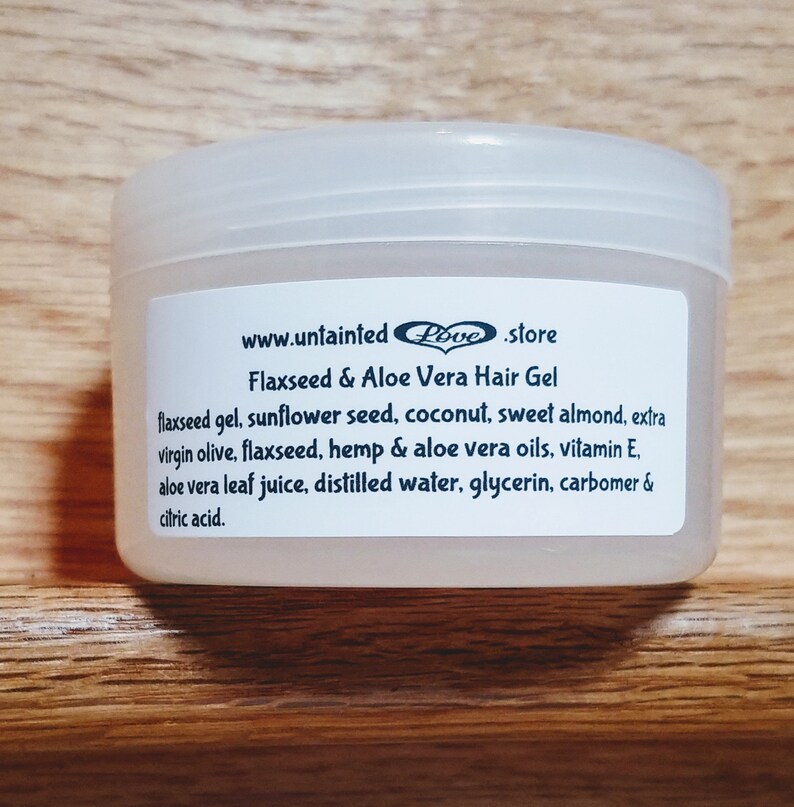 www.untainted Love .store
Flaxseed & Aloe Vera Hair Gel
flaxseed gel, sunflower seed, coconut, sweet almond, extra
virgin olive, flaxseed, hemp & aloe vera oils, vitamin E,
aloe vera leaf juice, distilled water, glycerin, carbomer &
citric acid.